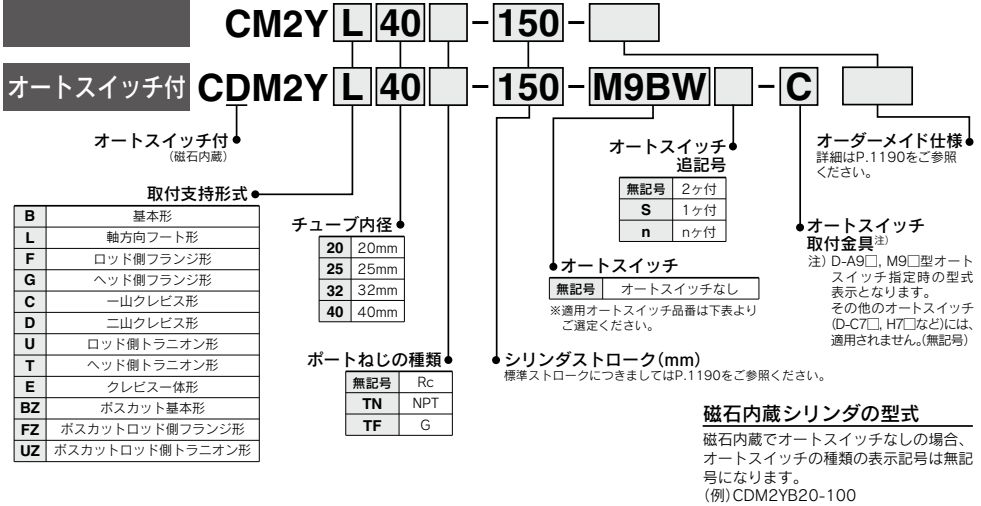 CM2Y L 40 -150-
オートスイッチ付 CDM2Y L 40 -150-M9BW -C
オートスイッチ付
(磁石内蔵)
取付支持形式
B 基本形
L 軸方向フート形
F ロッド側フランジ形
G ヘッド側フランジ形
C 一山クレビス形
D 二山クレビス形
U ロッド側トラニオン形
T ヘッド側トラニオン形
E クレビス一体形
BZ ボスカット基本形
FZ ボスカットロッド側フランジ形
UZ ボスカットロッド側トラニオン形
チューブ内径
20 20mm
25 25mm
32 32mm
40 40mm
ポートねじの種類
無記号 Rc
TN NPT
TF G
シリンダストローク(mm)
標準ストロークにつきましてはP.1190をご参照ください。
オートスイッチ
無記号 オートスイッチなし
※適用オートスイッチ品番は下表より
ご選定ください。
オートスイッチ
追記号
無記号 2ヶ付
S 1ヶ付
n nヶ付
オートスイッチ
取付金具注)
注) D-A9□, M9□型オート
スイッチ指定時の型式
表示となります。
その他のオートスイッチ
(D-C7□, H7□など)には、
適用されません。(無記号)
オーダーメイド仕様
詳細はP.1190をご参照
ください。
磁石内蔵シリンダの型式
磁石内蔵でオートスイッチなしの場合、
オートスイッチの種類の表示記号は無記
号になります。
(例)CDM2YB20-100